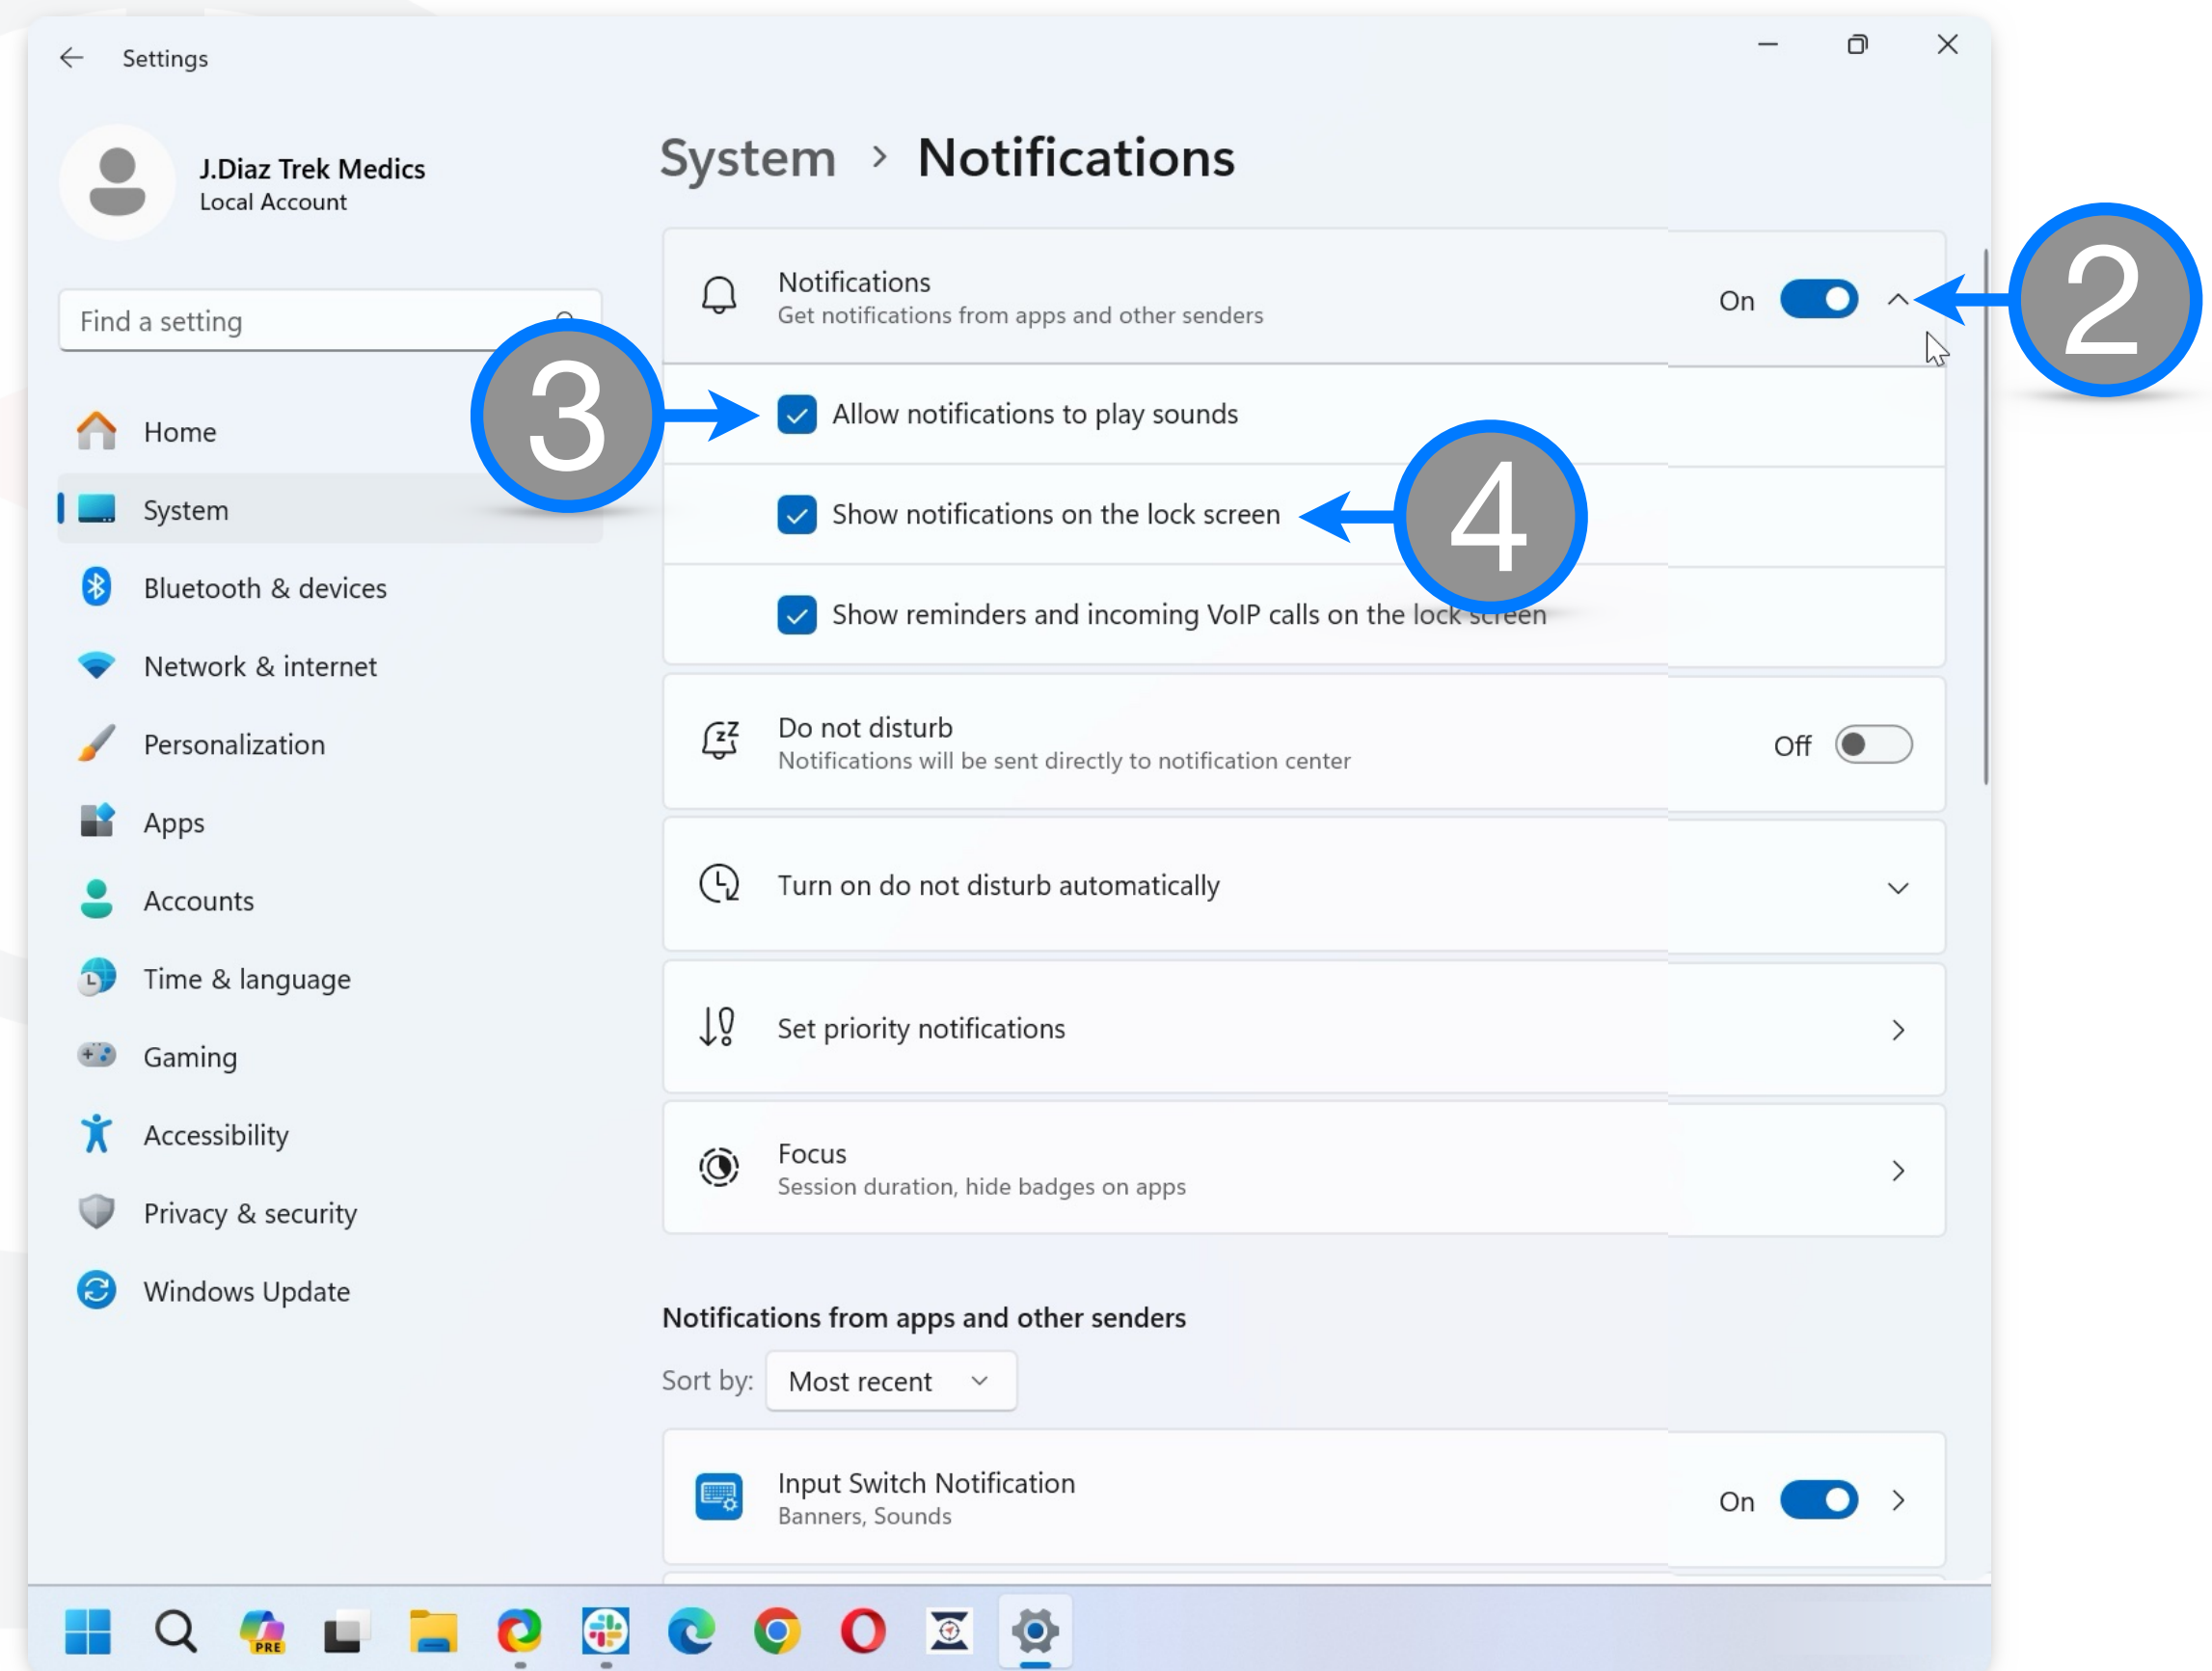 Settings
J.Diaz Trek Medics
Local Account
Find a setting
Home
System
Bluetooth & devices
Network & internet
Personalization
Apps
Accounts
Time & language
Gaming
Accessibility
Privacy & security
Windows Update
System > Notifications
Notifications
Get notifications from apps and other senders
On
2
3
Allow notifications to play sounds
Show notifications on the lock screen
4
Show reminders and incoming VoIP calls on the lock screen
Do not disturb
Notifications will be sent directly to notification center
Off
Turn on do not disturb automatically
Set priority notifications
Focus
Session duration, hide badges on apps
Notifications from apps and other senders
Sort by: Most recent
Input Switch Notification
Banners, Sounds
On
PRE